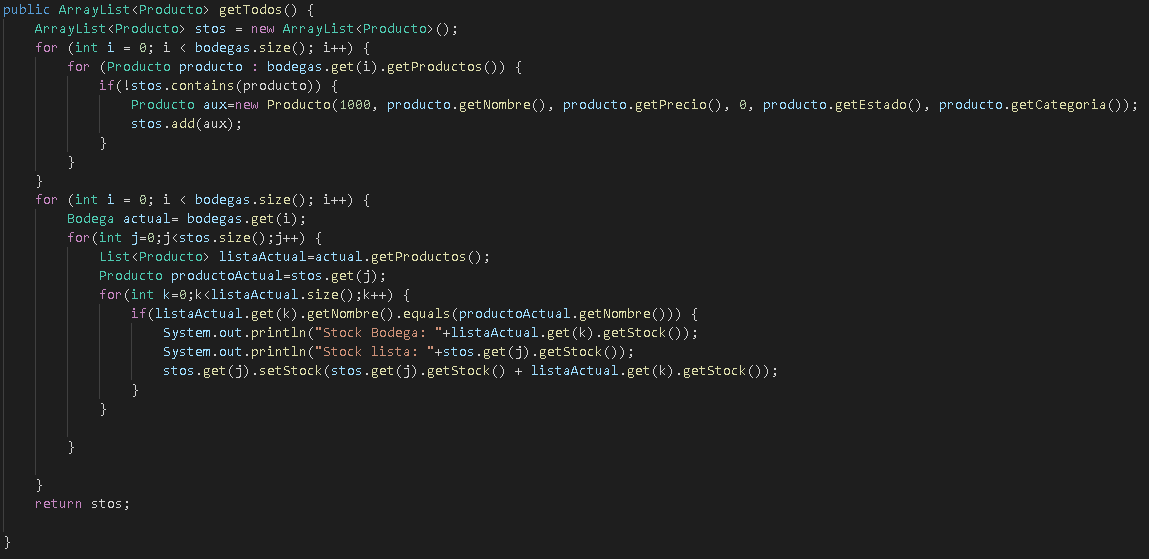 public ArrayList<Producto> getTodos() {
ArrayList<Producto> stos = new ArrayList<Producto>();
for (int i = 0; i < bodegas.size(); i++) {
for (Producto producto : bodegas.get(i).getProductos()) {
if(!stos.contains(producto)) {
Producto aux=new Producto(1000, producto.getNombre(), producto.getPrecio(), 0, producto.getEstado(), producto.getCategoria());
stos.add(aux);
}
}
}
for (int i = 0; i < bodegas.size(); i++) {
Bodega actual= bodegas.get(i);
for(int j=0;j<stos.size();j++) {
List<Producto> listaActual=actual.getProductos();
Producto productoActual=stos.get(j);
for(int k=0;k<listaActual.size();k++) {
if(listaActual.get(k).getNombre().equals(productoActual.getNombre())) {
System.out.println("Stock Bodega: "+listaActual.get(k).getStock());
System.out.println("Stock lista: "+stos.get(j).getStock());
stos.get(j).setStock(stos.get(j).getStock() + listaActual.get(k).getStock());
}
}
}
}
return stos;
}